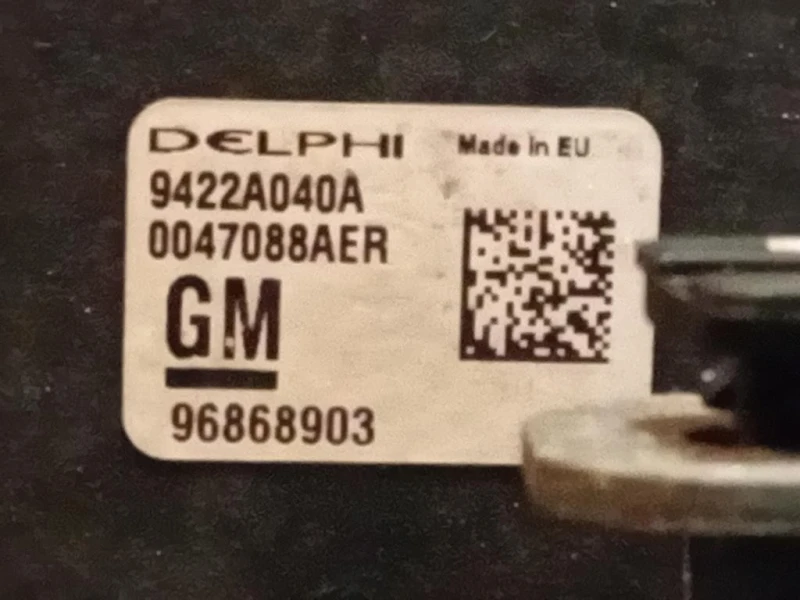 DELPHI Made in EU
9422A040A
0047088AER
GM
96868903